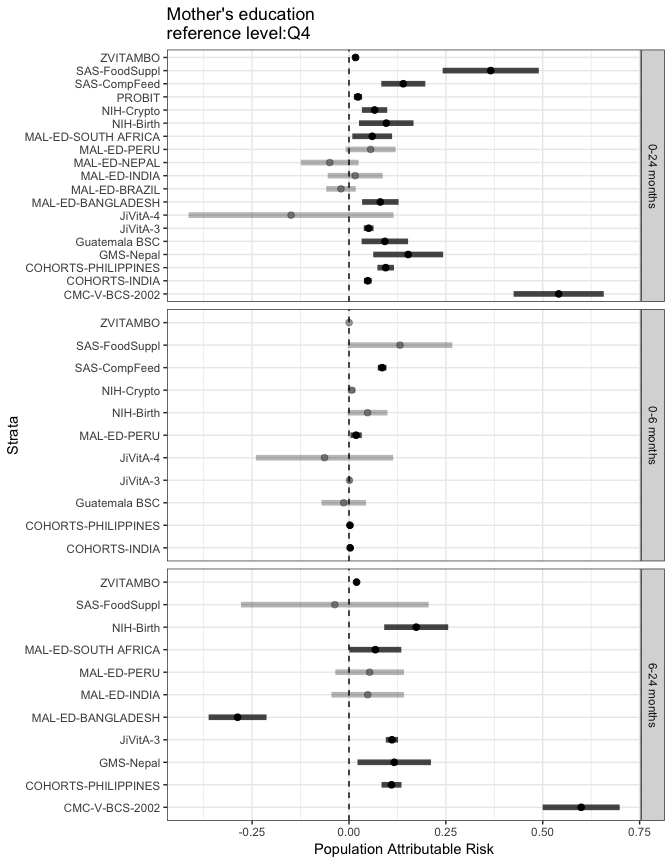 Mother's education
reference level:Q4
Strata
ZVITAMBO
SAS-FoodSuppl
SAS-CompFeed
PROBIT
NIH-Crypto
NIH-Birth
MAL-ED-SOUTH AFRICA
MAL-ED-PERU
MAL-ED-NEPAL
MAL-ED-INDIA
MAL-ED-BRAZIL
MAL-ED-BANGLADESH
JiVitA-4
JiVitA-3
Guatemala BSC
GMS-Nepal
COHORTS-PHILIPPINES
COHORTS-INDIA
CMC-V-BCS-2002
0-24 months
ZVITAMBO
SAS-FoodSuppl
SAS-CompFeed
NIH-Crypto
NIH-Birth
MAL-ED-PERU
JiVitA-4
JiVitA-3
Guatemala BSC
COHORTS-PHILIPPINES
COHORTS-INDIA
0-6 months
ZVITAMBO
SAS-FoodSuppl
NIH-Birth
MAL-ED-SOUTH AFRICA
MAL-ED-PERU
MAL-ED-INDIA
MAL-ED-BANGLADESH
JiVitA-3
GMS-Nepal
COHORTS-PHILIPPINES
CMC-V-BCS-2002
6-24 months
-0.25 0.00 0.25 0.50 0.75
Population Attributable Risk